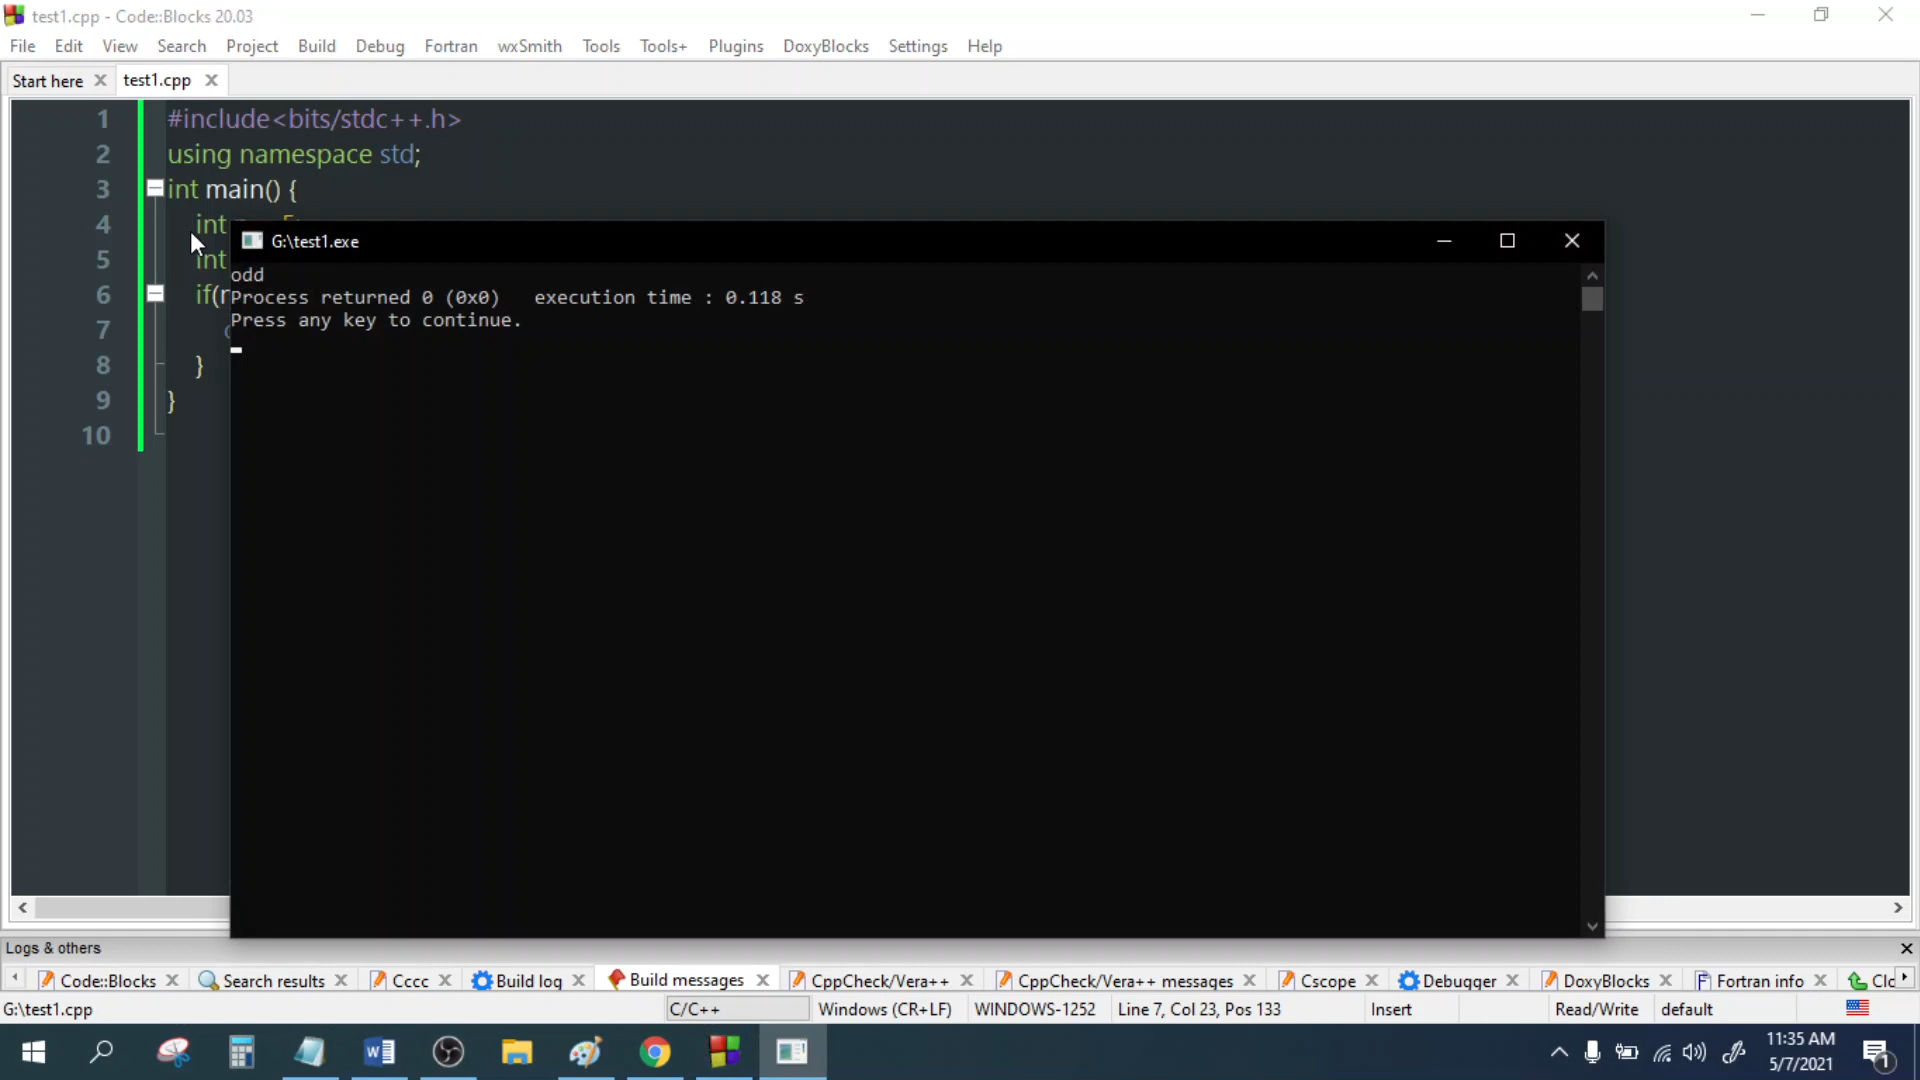 test1.cpp - Code::Blocks 20.03
File Edit View Search Project Build Debug Fortran wxSmith Tools Tools+ Plugins DoxyBlocks Settings Help
Start here test1.cpp
1 #include<bits/stdc++.h>
2 using namespace std;
3 int main() {
4 int
5 int
6 if(
7
8 }
9 }
10
G:\test1.exe
odd
Process returned 0 (0x0)   execution time : 0.118 s
Press any key to continue.
Logs & others
Code::Blocks Search results Cccc Build log Build messages CppCheck/Vera++ CppCheck/Vera++ messages Cscope Debugger DoxyBlocks Fortran info Clo
G:\test1.cpp C/C++ Windows (CR+LF) WINDOWS-1252 Line 7, Col 23, Pos 133 Insert Read/Write default
11:35 AM
5/7/2021
1